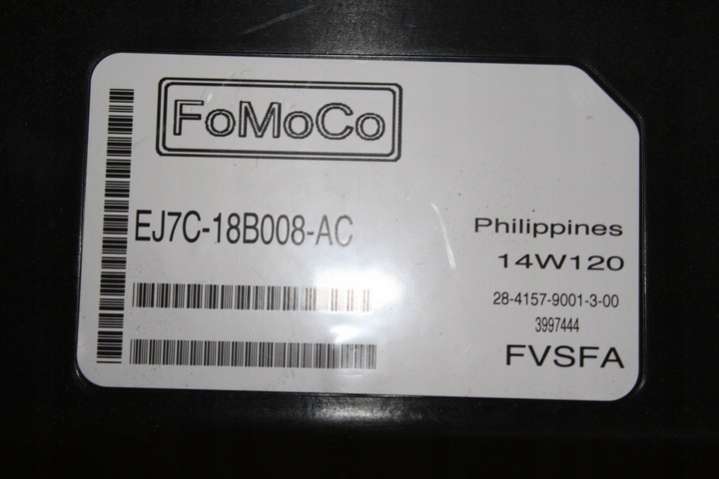 FoMoCo
EJ7C-18B008-AC
Philippines
14W120
28-4157-9001-3-00
3997444
FVSFA